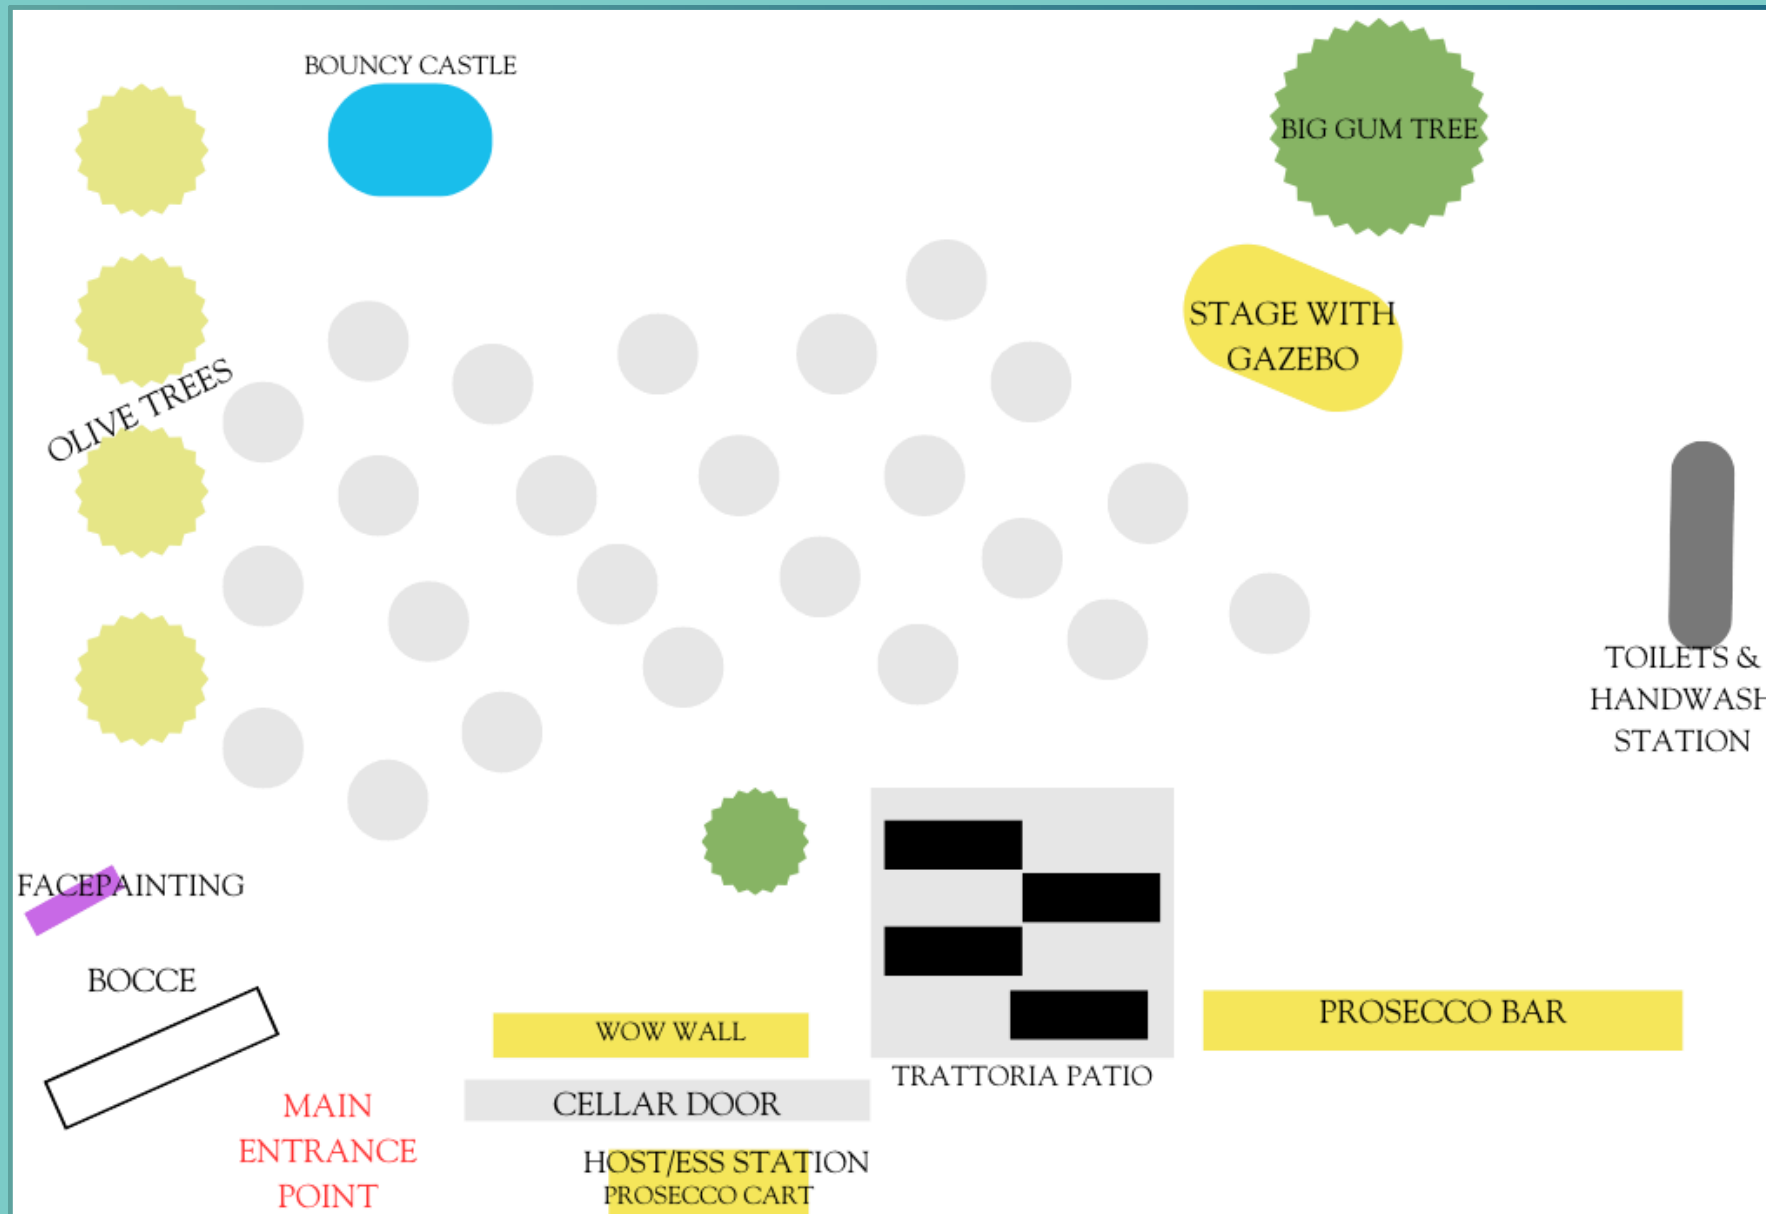 BOUNCY CASTLE
BIG GUM TREE
STAGE WITH
GAZEBO
OLIVE TREES
TOILETS &
HANDWASH
STATION
FACEPAINTING
BOCCE
WOW WALL
PROSECCO BAR
TRATTORIA PATIO
CELLAR DOOR
MAIN
ENTRANCE
POINT
HOST/ESS STATION
PROSECCO CART